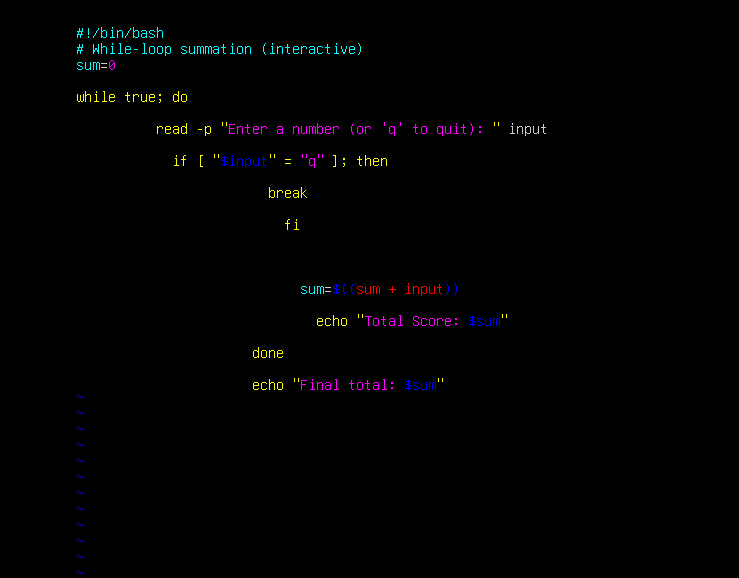 #!/bin/bash
# While-loop summation (interactive)
sum=0
while true; do
read -p "Enter a number (or 'q' to quit): " input
if [ "$input" = "q" ]; then
break
fi
sum=$((sum + input))
echo "Total Score: $sum"
done
echo "Final total: $sum"
~
~
~
~
~
~
~
~
~
~
~
~